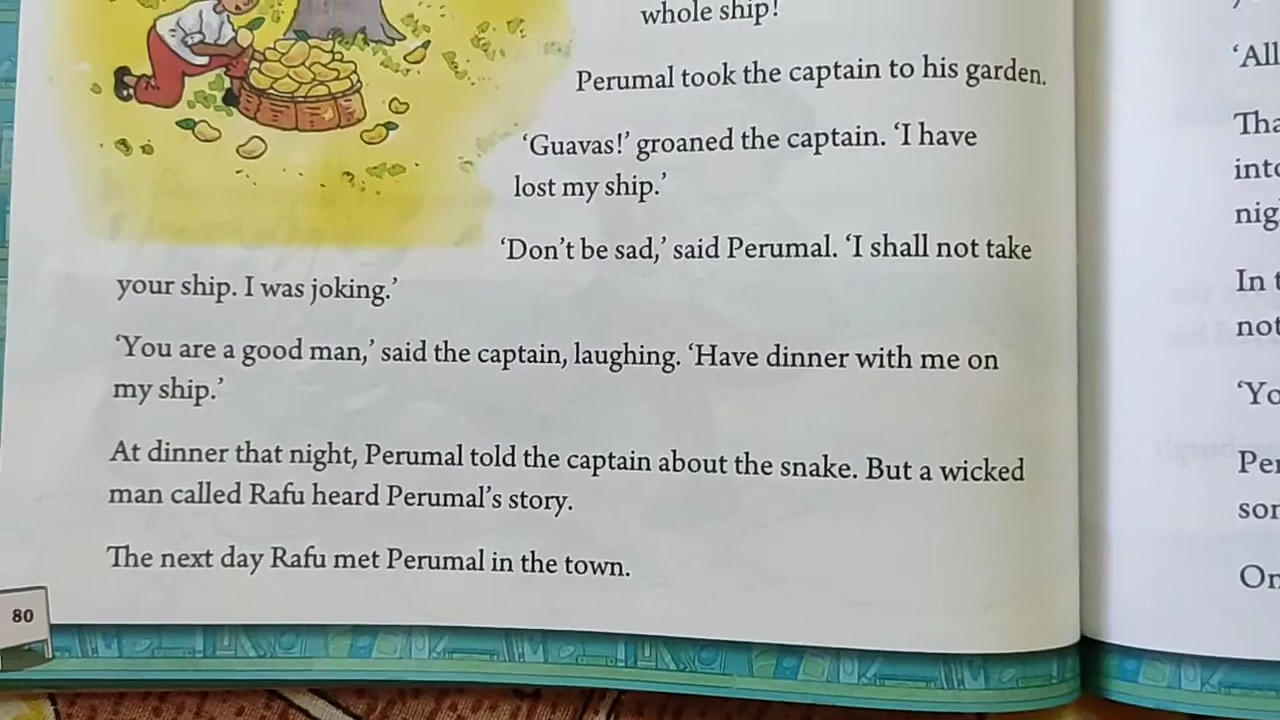 whole ship!
Perumal took the captain to his garden.
‘Guavas!’ groaned the captain. ‘I have
lost my ship.’
‘Don’t be sad,’ said Perumal. ‘I shall not take
your ship. I was joking.’
‘You are a good man,’ said the captain, laughing. ‘Have dinner with me on
my ship.’
At dinner that night, Perumal told the captain about the snake. But a wicked
man called Rafu heard Perumal’s story.
The next day Rafu met Perumal in the town.
80
‘All
In